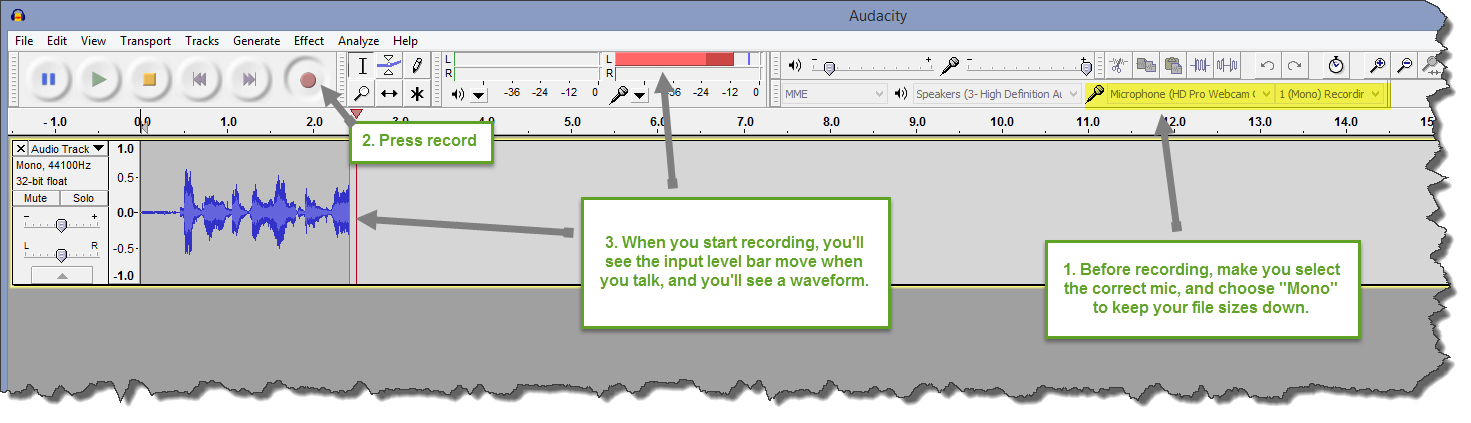 Audacity
File Edit View Transport Tracks Generate Effect Analyze Help
L
R
-36 -24 -12 0
L
R
-36 -24 -12 0
- +
- +
MME
Speakers (3- High Definition Au
Microphone (HD Pro Webcam C
1 (Mono) Recordin
- 1.0 0.0 1.0 2.0 3.0 4.0 5.0 6.0 7.0 8.0 9.0 10.0 11.0 12.0 13.0 14.0 15
2. Press record
Audio Track
Mono, 44100Hz
32-bit float
Mute Solo
- +
L R
1.0
0.5-
0.0-
-0.5-
-1.0
3. When you start recording, you'll
see the input level bar move when
you talk, and you'll see a waveform.
1. Before recording, make you select
the correct mic, and choose "Mono"
to keep your file sizes down.